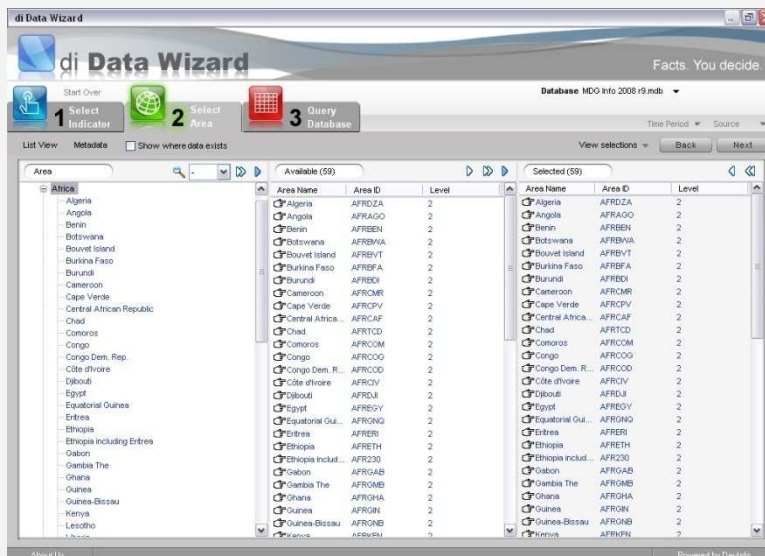 di Data Wizard
di Data Wizard
Facts. You decide.
Start Over
Database MDG Info 2008 r9.mdb
1 Select Indicator
2 Select Area
3 Query Database
Time Period Source
List View Metadata Show where data exists View selections Back Next
Area - Available (59) Selected (59)
Africa
Algeria
Angola
Benin
Botswana
Bouvet Island
Burkina Faso
Burundi
Cameroon
Cape Verde
Central African Republic
Chad
Comoros
Congo
Congo Dem. Rep.
Côte d'Ivoire
Djibouti
Egypt
Equatorial Guinea
Eritrea
Ethiopia
Ethiopia including Eritrea
Gabon
Gambia The
Ghana
Guinea
Guinea-Bissau
Kenya
Lesotho
Area Name Area ID Level
Algeria AFRDZA 2
Angola AFRAGO 2
Benin AFRBEN 2
Botswana AFRBWA 2
Bouvet Island AFRBVT 2
Burkina Faso AFRBFA 2
Burundi AFRBDI 2
Cameroon AFRCMR 2
Cape Verde AFRCPV 2
Central Africa... AFRCAF 2
Chad AFRTCD 2
Comoros AFRCOM 2
Congo AFRCOG 2
Congo Dem. R... AFRCOD 2
Côte d'Ivoire AFRCIV 2
Djibouti AFRDJI 2
Egypt AFREGY 2
Equatorial Gui... AFRGNQ 2
Eritrea AFRERI 2
Ethiopia AFRETH 2
Ethiopia includ... AFR230 2
Gabon AFRGAB 2
Gambia The AFRGMB 2
Ghana AFRGHA 2
Guinea AFRGIN 2
Guinea-Bissau AFRGNB 2
Kenya AFRKEN 2
Area Name Area ID Level
Algeria AFRDZA 2
Angola AFRAGO 2
Benin AFRBEN 2
Botswana AFRBWA 2
Bouvet Island AFRBVT 2
Burkina Faso AFRBFA 2
Burundi AFRBDI 2
Cameroon AFRCMR 2
Cape Verde AFRCPV 2
Central Africa... AFRCAF 2
Chad AFRTCD 2
Comoros AFRCOM 2
Congo AFRCOG 2
Congo Dem. R... AFRCOD 2
Côte d'Ivoire AFRCIV 2
Djibouti AFRDJI 2
Egypt AFREGY 2
Equatorial Gui... AFRGNQ 2
Eritrea AFRERI 2
Ethiopia AFRETH 2
Ethiopia includ... AFR230 2
Gabon AFRGAB 2
Gambia The AFRGMB 2
Ghana AFRGHA 2
Guinea AFRGIN 2
Guinea-Bissau AFRGNB 2
Kenya AFRKEN 2
About Us Powered by DevInfo